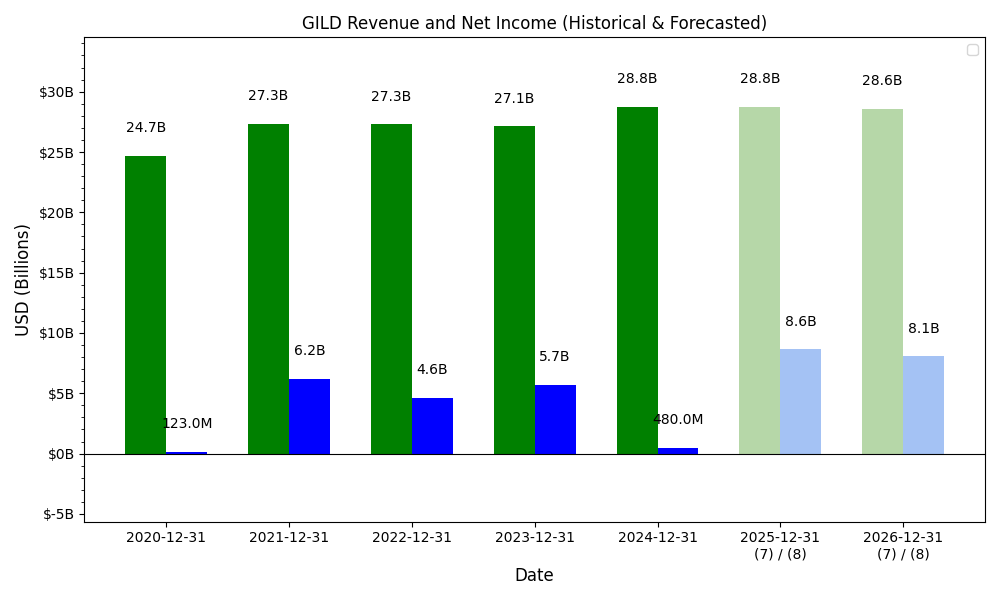 GILD Revenue and Net Income (Historical & Forecasted)
USD (Billions)
$30B
$25B
$20B
$15B
$10B
$5B
$0B
$-5B
24.7B
123.0M
27.3B
6.2B
27.3B
4.6B
27.1B
5.7B
28.8B
480.0M
28.8B
8.6B
28.6B
8.1B
2020-12-31
2021-12-31
2022-12-31
2023-12-31
2024-12-31
2025-12-31
(7) / (8)
2026-12-31
(7) / (8)
Date